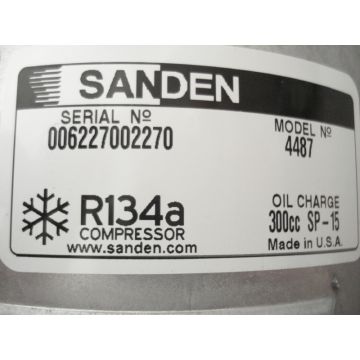 SANDEN
SERIAL Nº
006227002270
MODEL Nº
4487
R134a
COMPRESSOR
www.sanden.com
OIL CHARGE
300cc SP-15
Made in U.S.A.